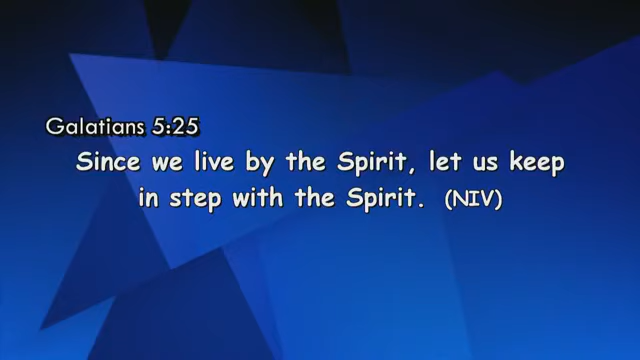 Galatians 5:25
Since we live by the Spirit, let us keep
in step with the Spirit. (NIV)